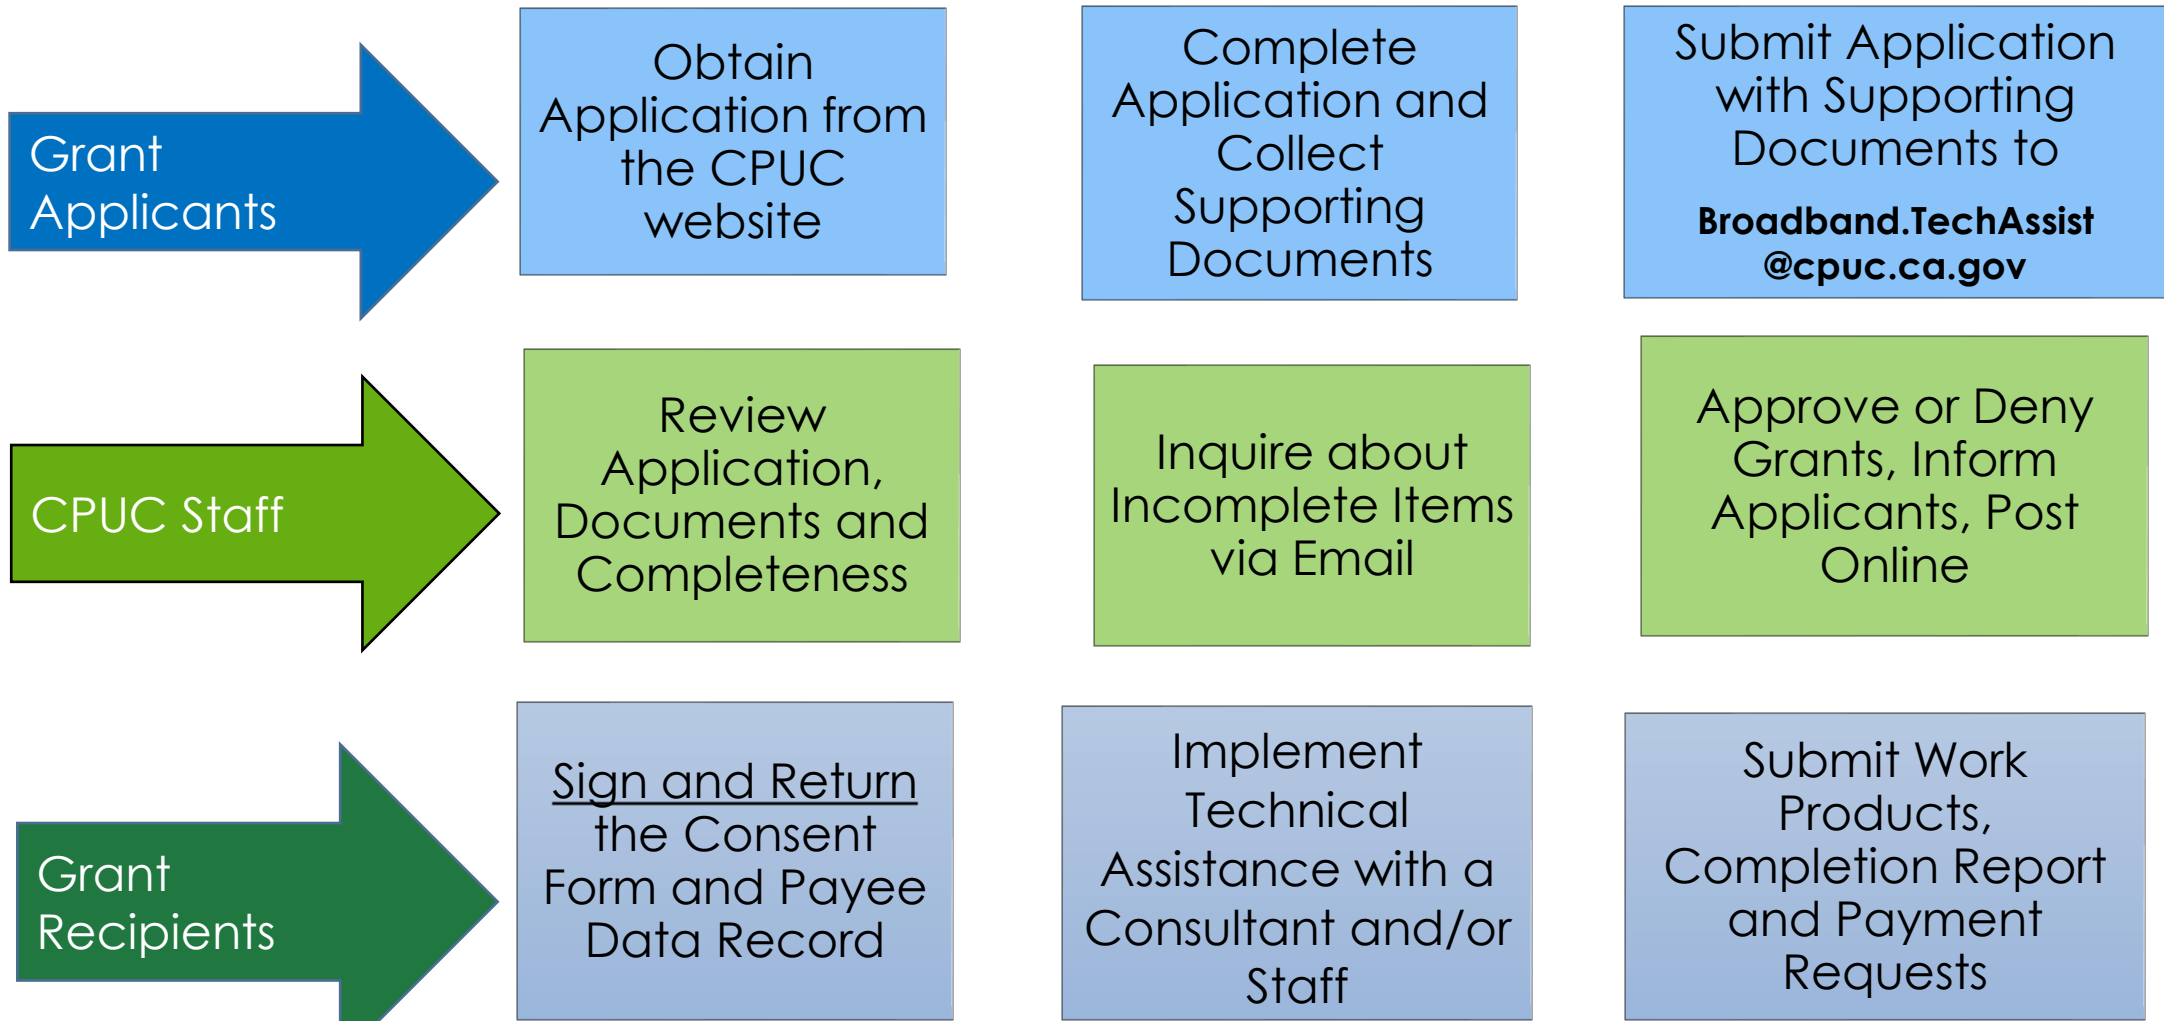 Grant
Applicants
Obtain
Application from
the CPUC
website
Complete
Application and
Collect
Supporting
Documents
Submit Application
with Supporting
Documents to
Broadband.TechAssist
@cpuc.ca.gov
CPUC Staff
Review
Application,
Documents and
Completeness
Inquire about
Incomplete Items
via Email
Approve or Deny
Grants, Inform
Applicants, Post
Online
Grant
Recipients
Sign and Return
the Consent
Form and Payee
Data Record
Implement
Technical
Assistance with a
Consultant and/or
Staff
Submit Work
Products,
Completion Report
and Payment
Requests